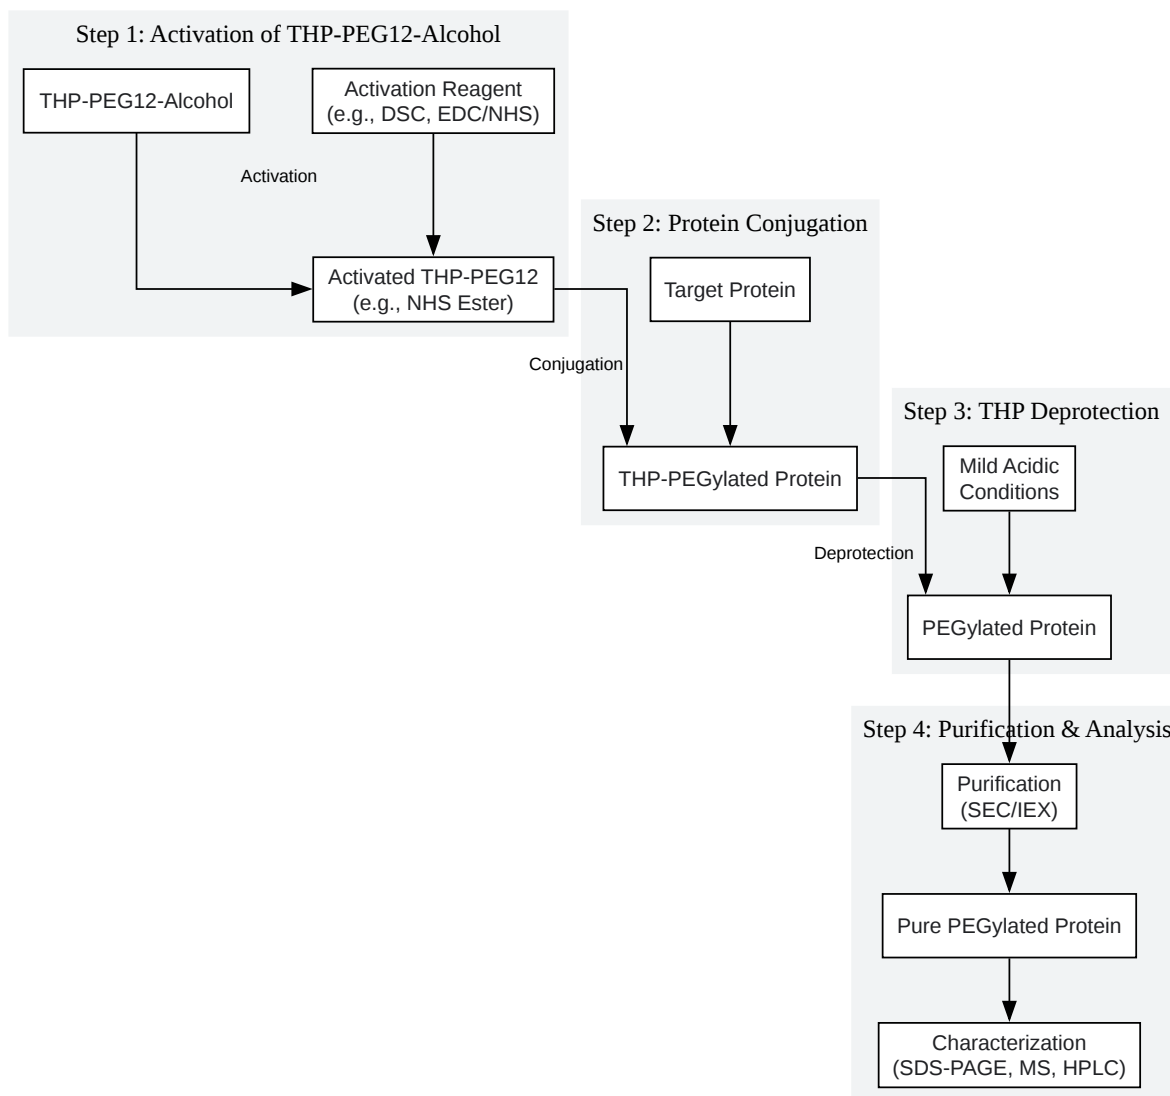 Step 1: Activation of THP-PEG12-Alcohol
THP-PEG12-Alcohol
Activation Reagent
(e.g., DSC, EDC/NHS)
Activation
Activated THP-PEG12
(e.g., NHS Ester)
Step 2: Protein Conjugation
Target Protein
Conjugation
THP-PEGylated Protein
Step 3: THP Deprotection
Mild Acidic
Conditions
Deprotection
PEGylated Protein
Step 4: Purification & Analysis
Purification
(SEC/IEX)
Pure PEGylated Protein
Characterization
(SDS-PAGE, MS, HPLC)